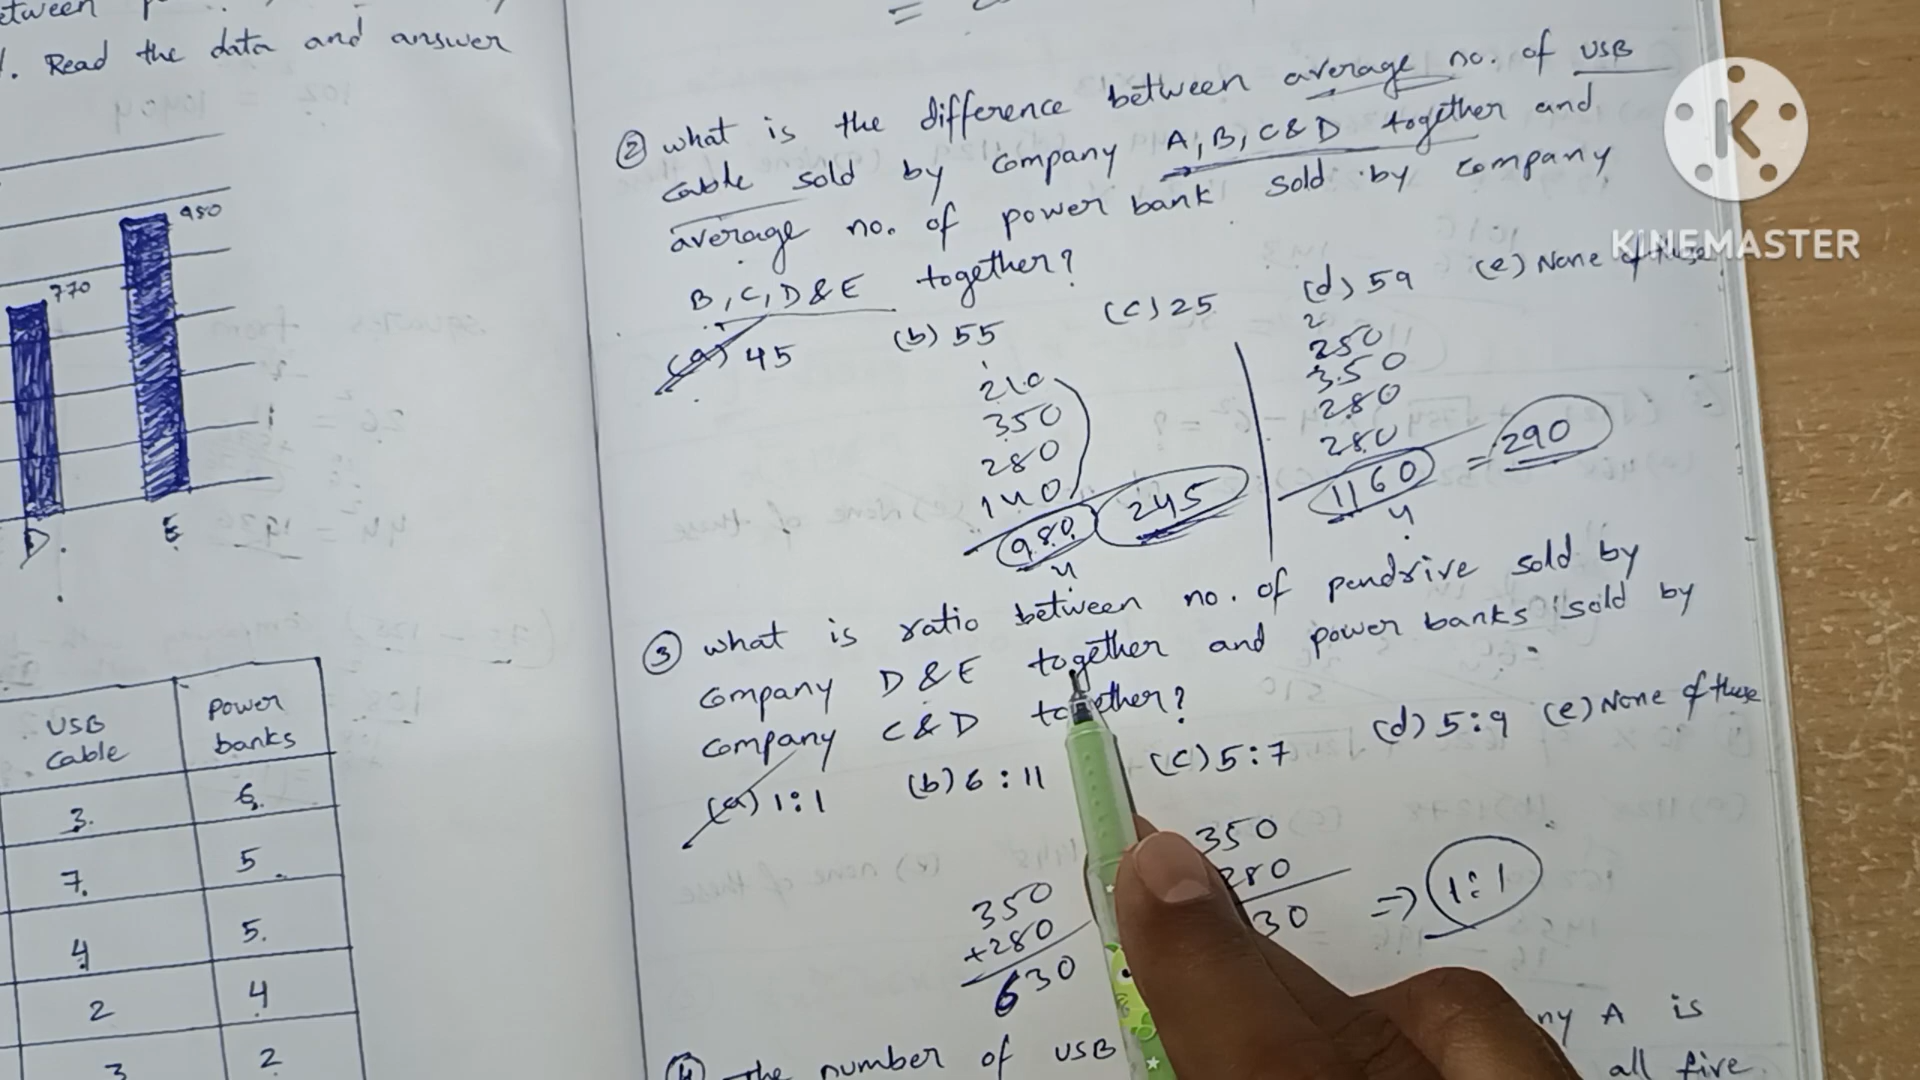 . Read the data and answer
770
950
D.
E
USB
Cable
Power
banks
3.
6.
7.
5
4
5.
2
4
3
2
② what is the difference between average no. of USB
cable sold by company A, B, C & D together and
average no. of power bank sold by company
B, C, D & E together?
(a) 45 (b) 55 (c) 25 (d) 59 (e) None of these
210
350
280
140
980
4
245
2
250
350
280
280
1160
4
= 290
③ what is ratio between no. of pendrive sold by
company D & E together and power banks sold by
company C & D together?
(a) 1:1 (b) 6:11 (c) 5:7 (d) 5:9 (e) None of these
350
+280
630
350
280
30
=> 1:1
the number of USB
ny A is
all five
K
KINEMASTER